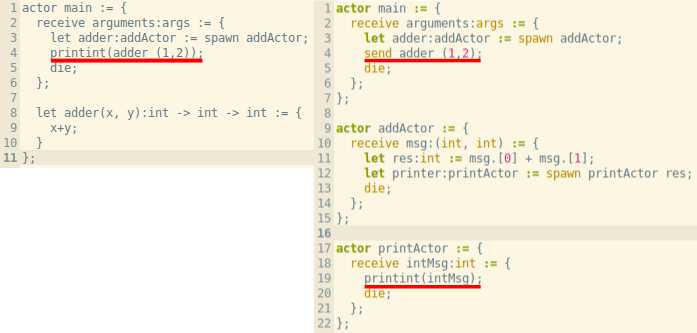 1 actor main := {
2   receive arguments:args := {
3     let adder:addActor := spawn addActor;
4     printint(adder (1,2));
5     die;
6   };
7
8   let adder(x, y):int -> int -> int := {
9     x+y;
10   }
11 };
1 actor main := {
2   receive arguments:args := {
3     let adder:addActor := spawn addActor;
4     send adder (1,2);
5     die;
6   };
7 };
8
9 actor addActor := {
10   receive msg:(int, int) := {
11     let res:int := msg.[0] + msg.[1];
12     let printer:printActor := spawn printActor res;
13     die;
14   };
15 };
16
17 actor printActor := {
18   receive intMsg:int := {
19     printint(intMsg);
20     die;
21   };
22 };